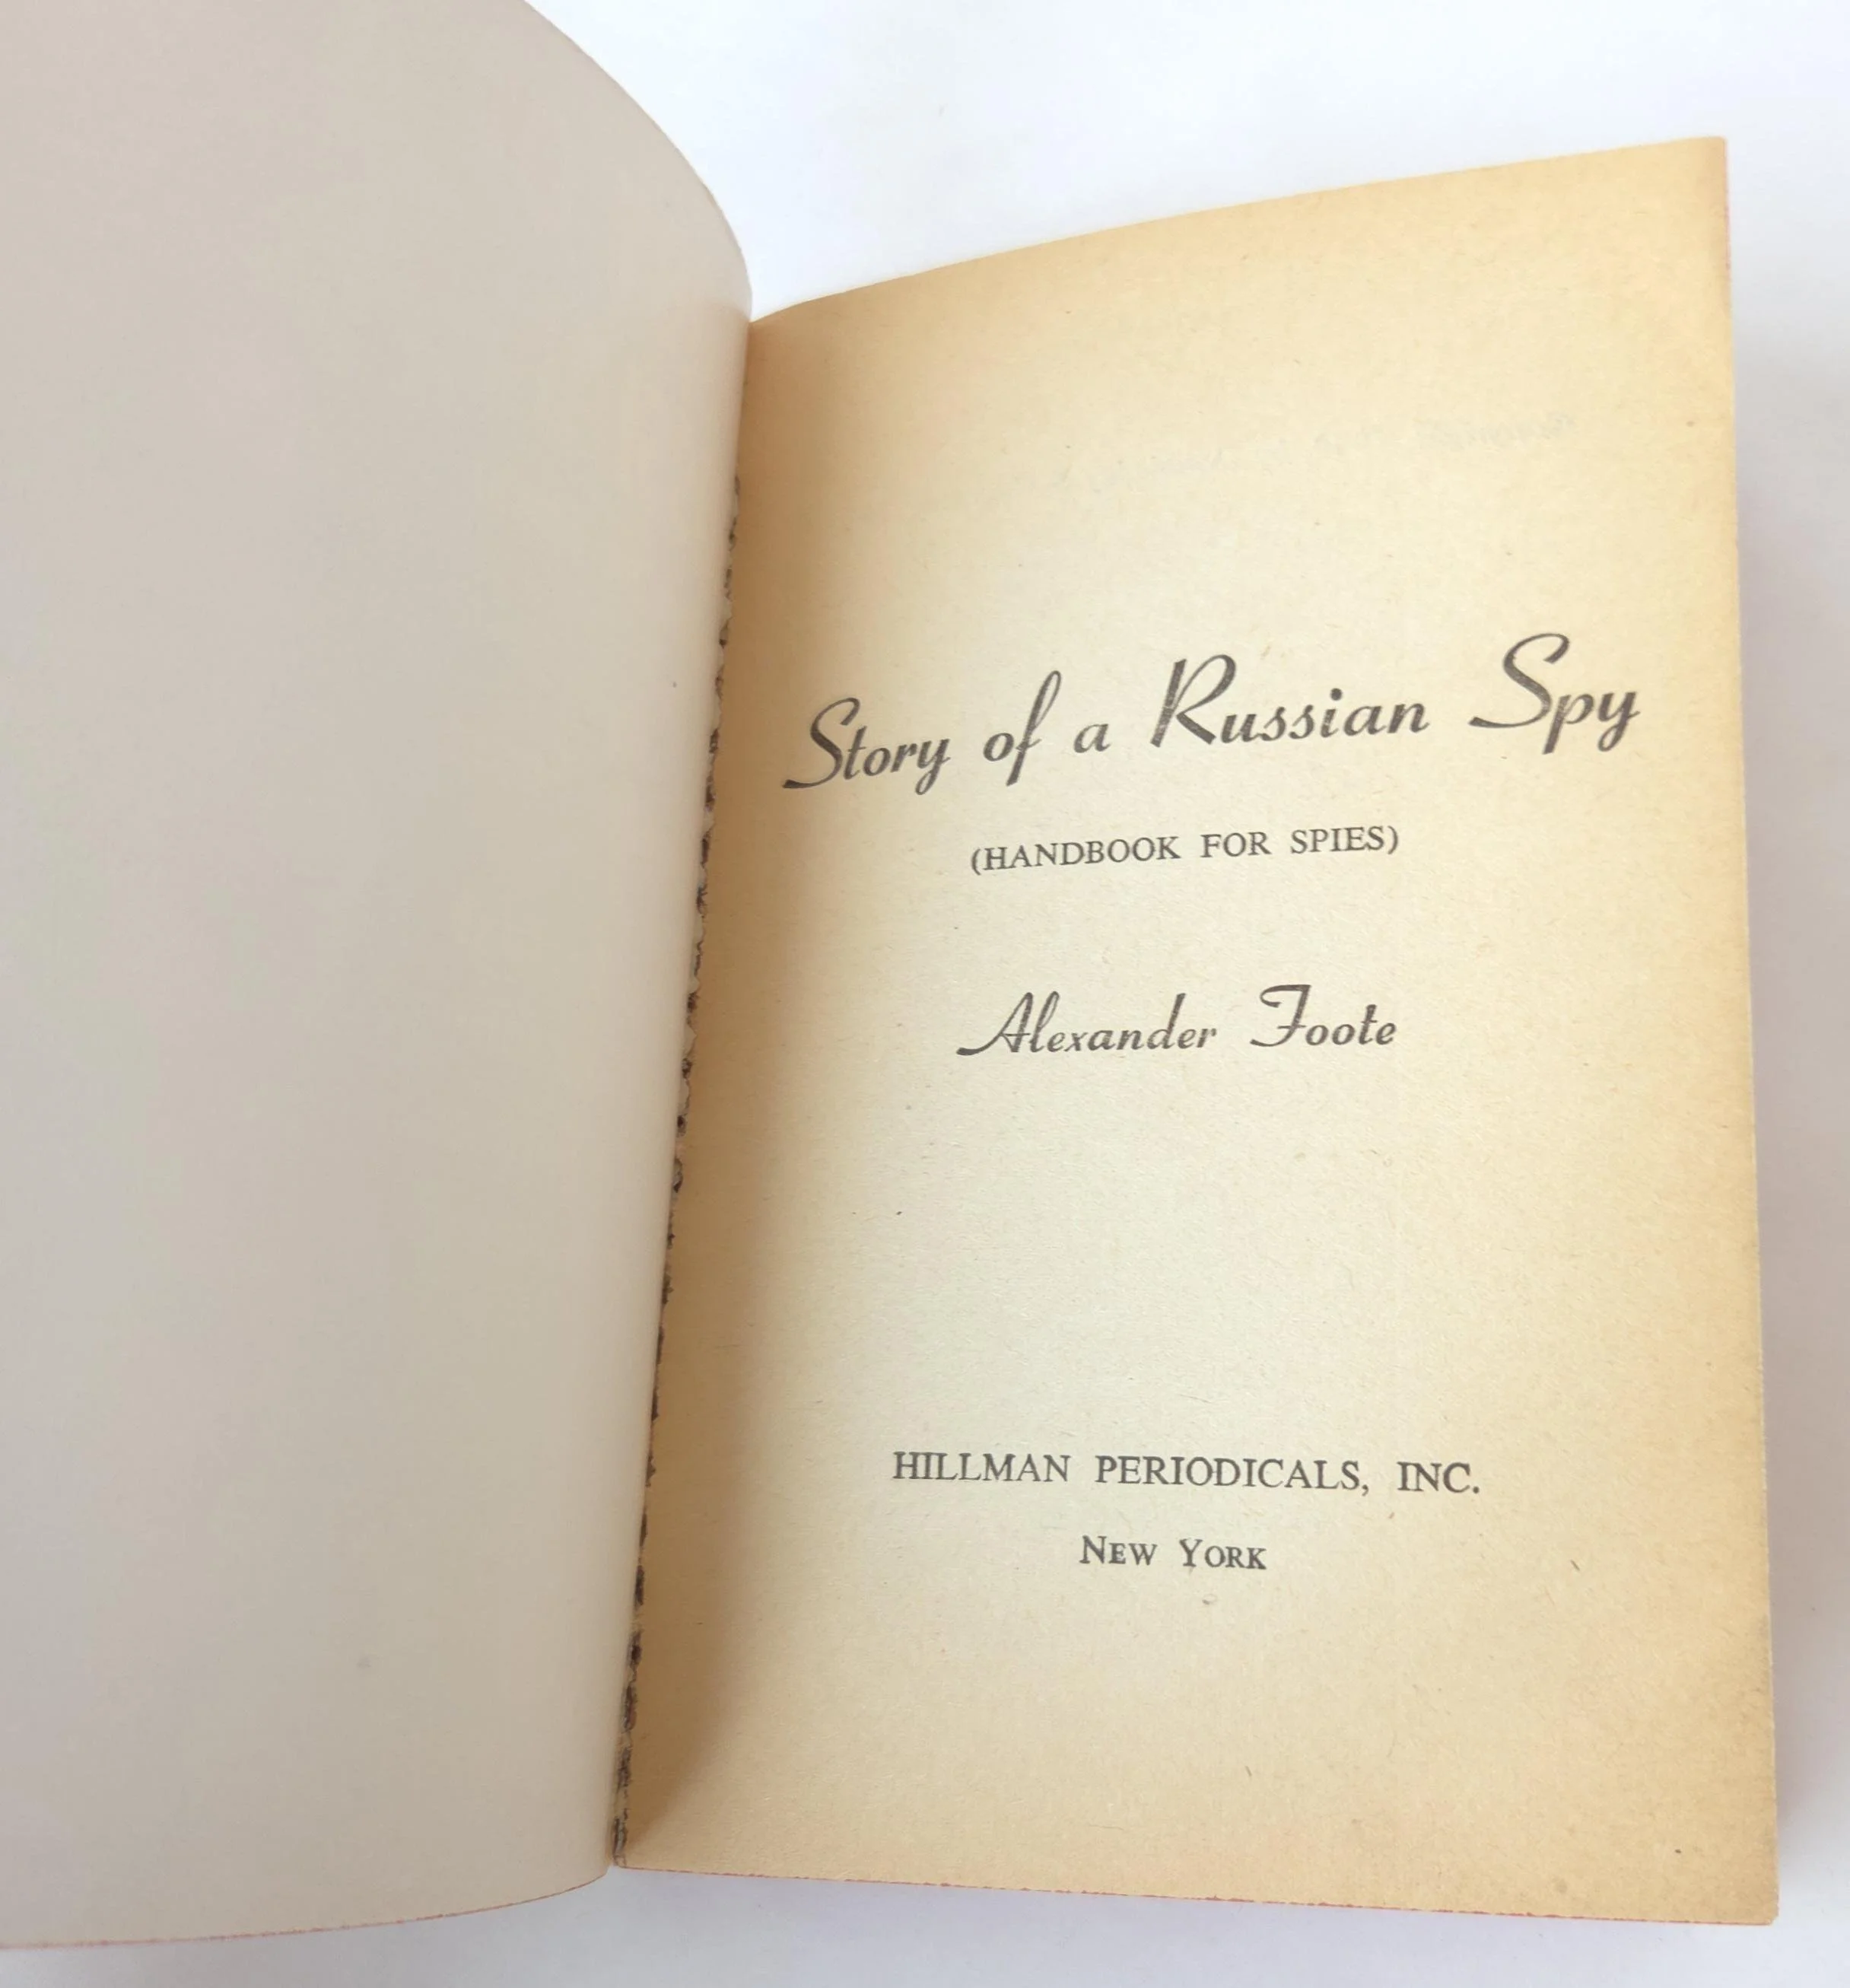 Story of a Russian Spy
(HANDBOOK FOR SPIES)
Alexander Foote
HILLMAN PERIODICALS, INC.
NEW YORK